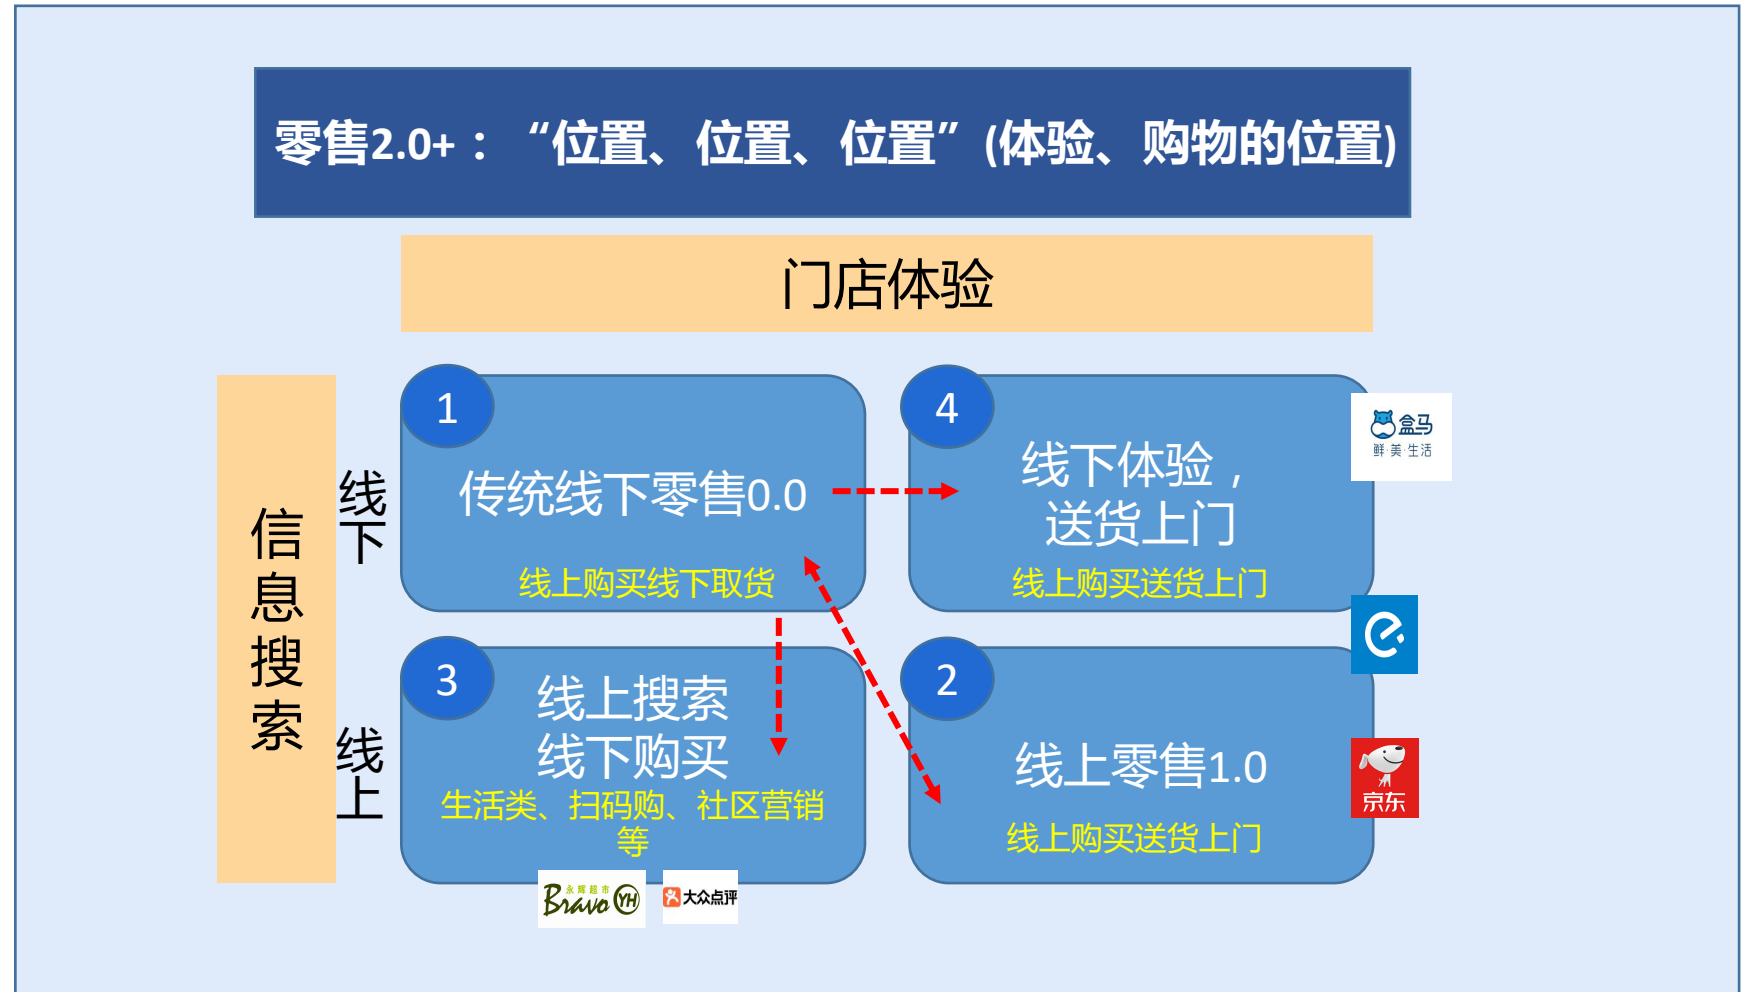 零售2.0+：“位置、位置、位置”(体验、购物的位置)
门店体验
信息搜索
线下
线上
1
传统线下零售0.0
线上购买线下取货
4
线下体验，
送货上门
线上购买送货上门
盒马
鲜·美·生活
3
线上搜索
线下购买
生活类、扫码购、社区营销
等
永辉超市
Bravo YH
大众点评
2
线上零售1.0
线上购买送货上门
e
京东